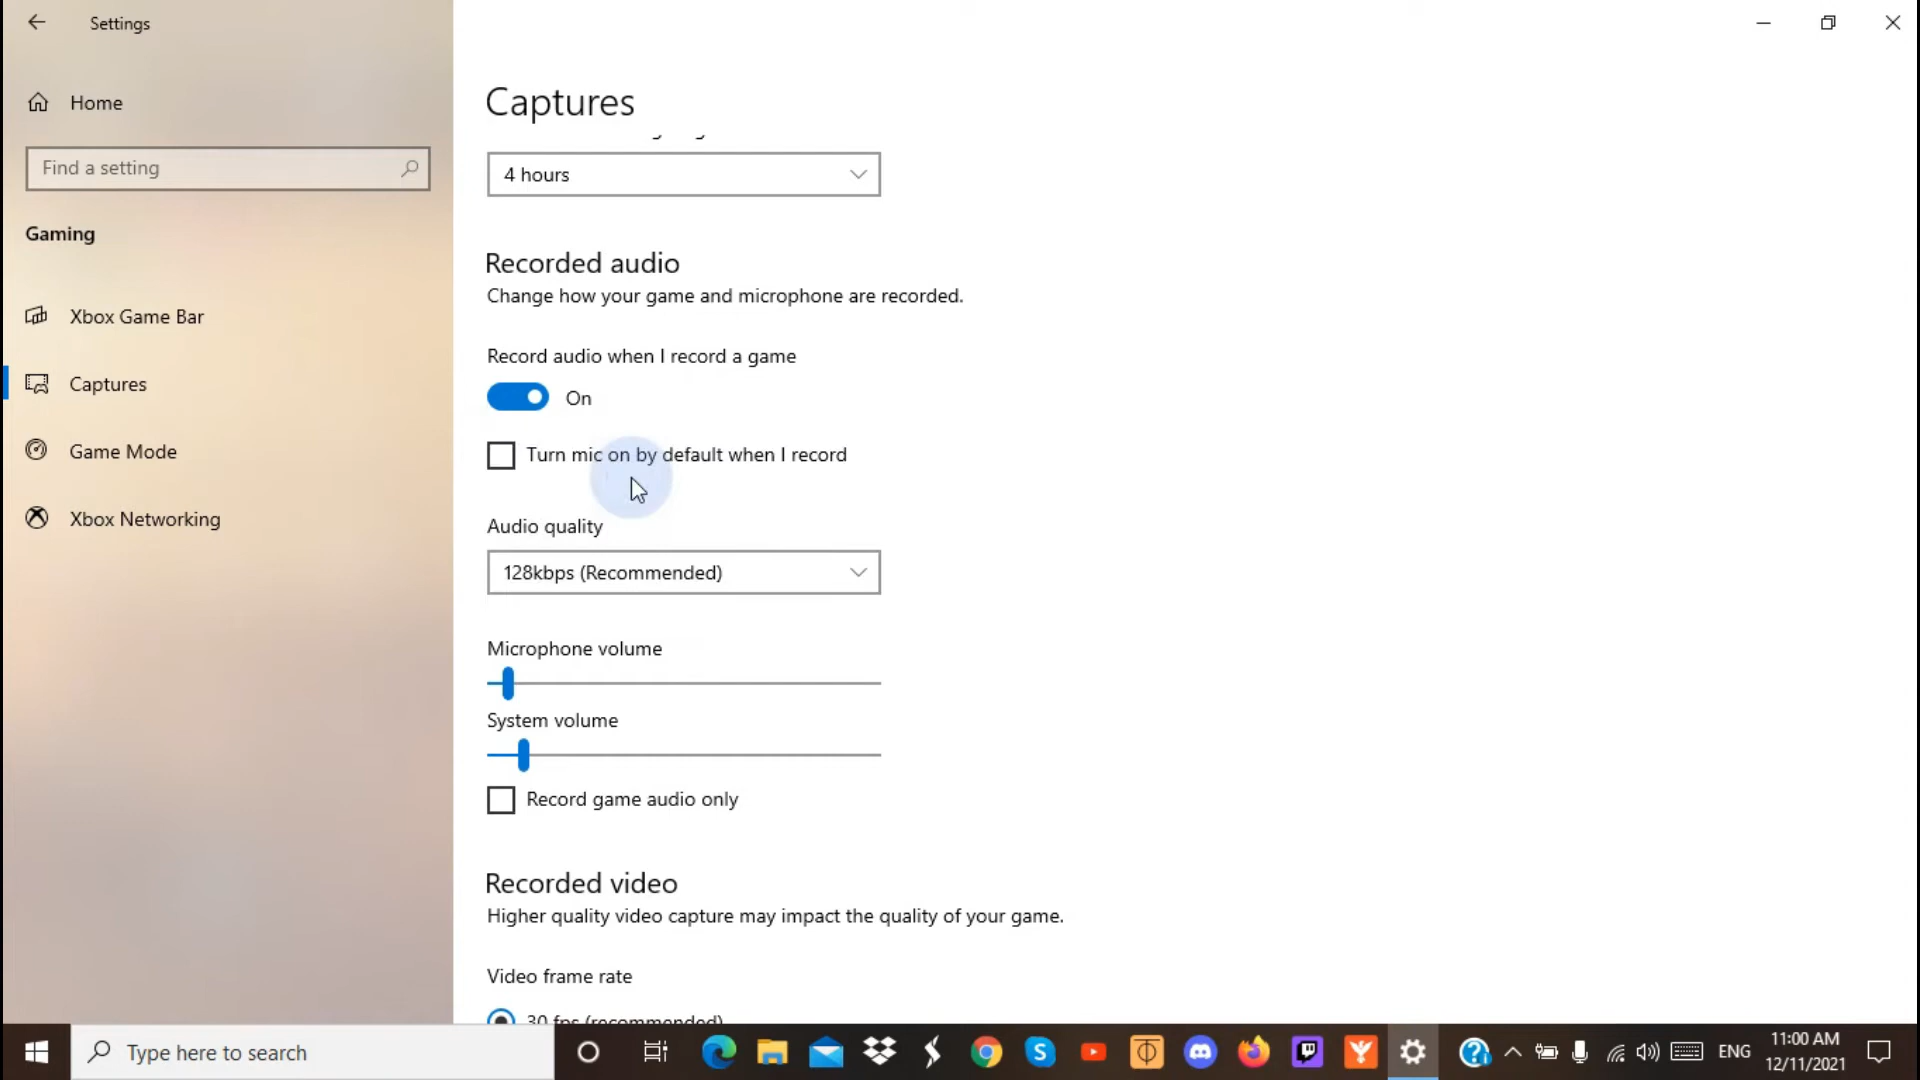 Settings
Home
Find a setting
Gaming
Xbox Game Bar
Captures
Game Mode
Xbox Networking
Captures
4 hours
Recorded audio
Change how your game and microphone are recorded.
Record audio when I record a game
On
Turn mic on by default when I record
Audio quality
128kbps (Recommended)
Microphone volume
System volume
Record game audio only
Recorded video
Higher quality video capture may impact the quality of your game.
Video frame rate
30 fps (recommended)
Type here to search
ENG
11:00 AM
12/11/2021